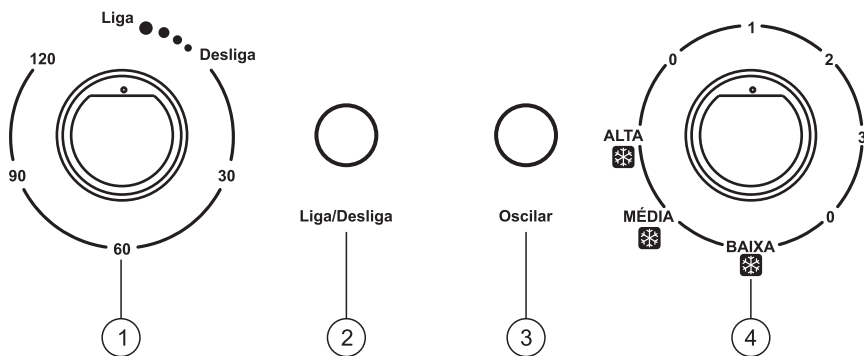 Liga
Desliga
120
90
60
30
Liga/Desliga
Oscilar
0
1
2
3
0
ALTA
MÉDIA
BAIXA
1
2
3
4